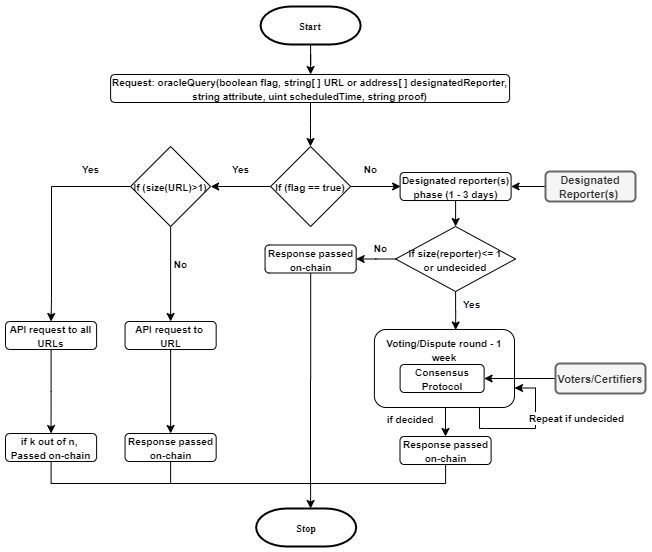 Start
Request: oracleQuery(boolean flag, string[ ] URL or address[ ] designatedReporter,
string attribute, uint scheduledTime, string proof)
Yes
If (size(URL)>1)
Yes
If (flag == true)
No
Designated reporter(s)
phase (1 - 3 days)
Designated
Reporter(s)
No
Response passed
on-chain
No
If size(reporter)<= 1
or undecided
Yes
API request to all
URLs
API request to
URL
Voting/Dispute round - 1
week
Consensus
Protocol
Voters/Certifiers
if decided
Repeat if undecided
if k out of n,
Passed on-chain
Response passed
on-chain
Response passed
on-chain
Stop